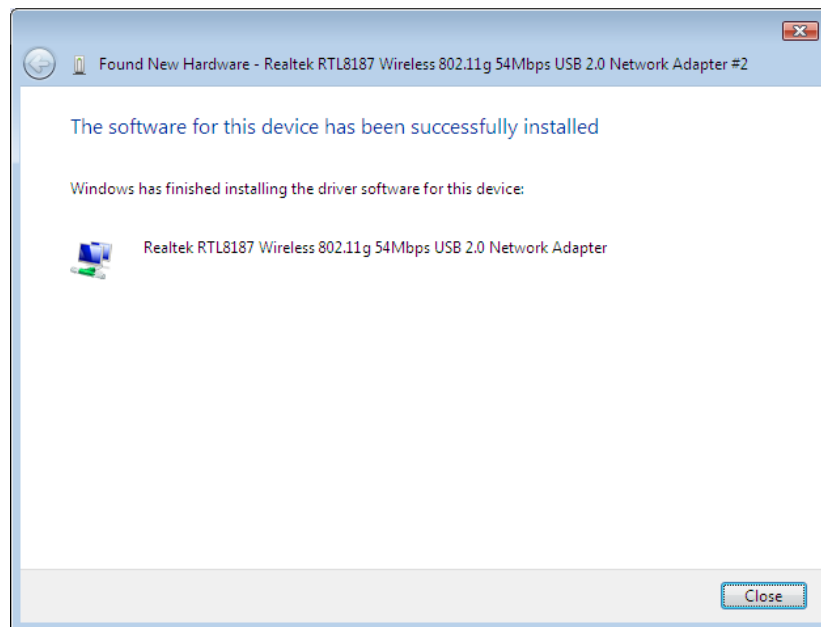 Found New Hardware - Realtek RTL8187 Wireless 802.11g 54Mbps USB 2.0 Network Adapter #2
The software for this device has been successfully installed
Windows has finished installing the driver software for this device:
Realtek RTL8187 Wireless 802.11g 54Mbps USB 2.0 Network Adapter
Close